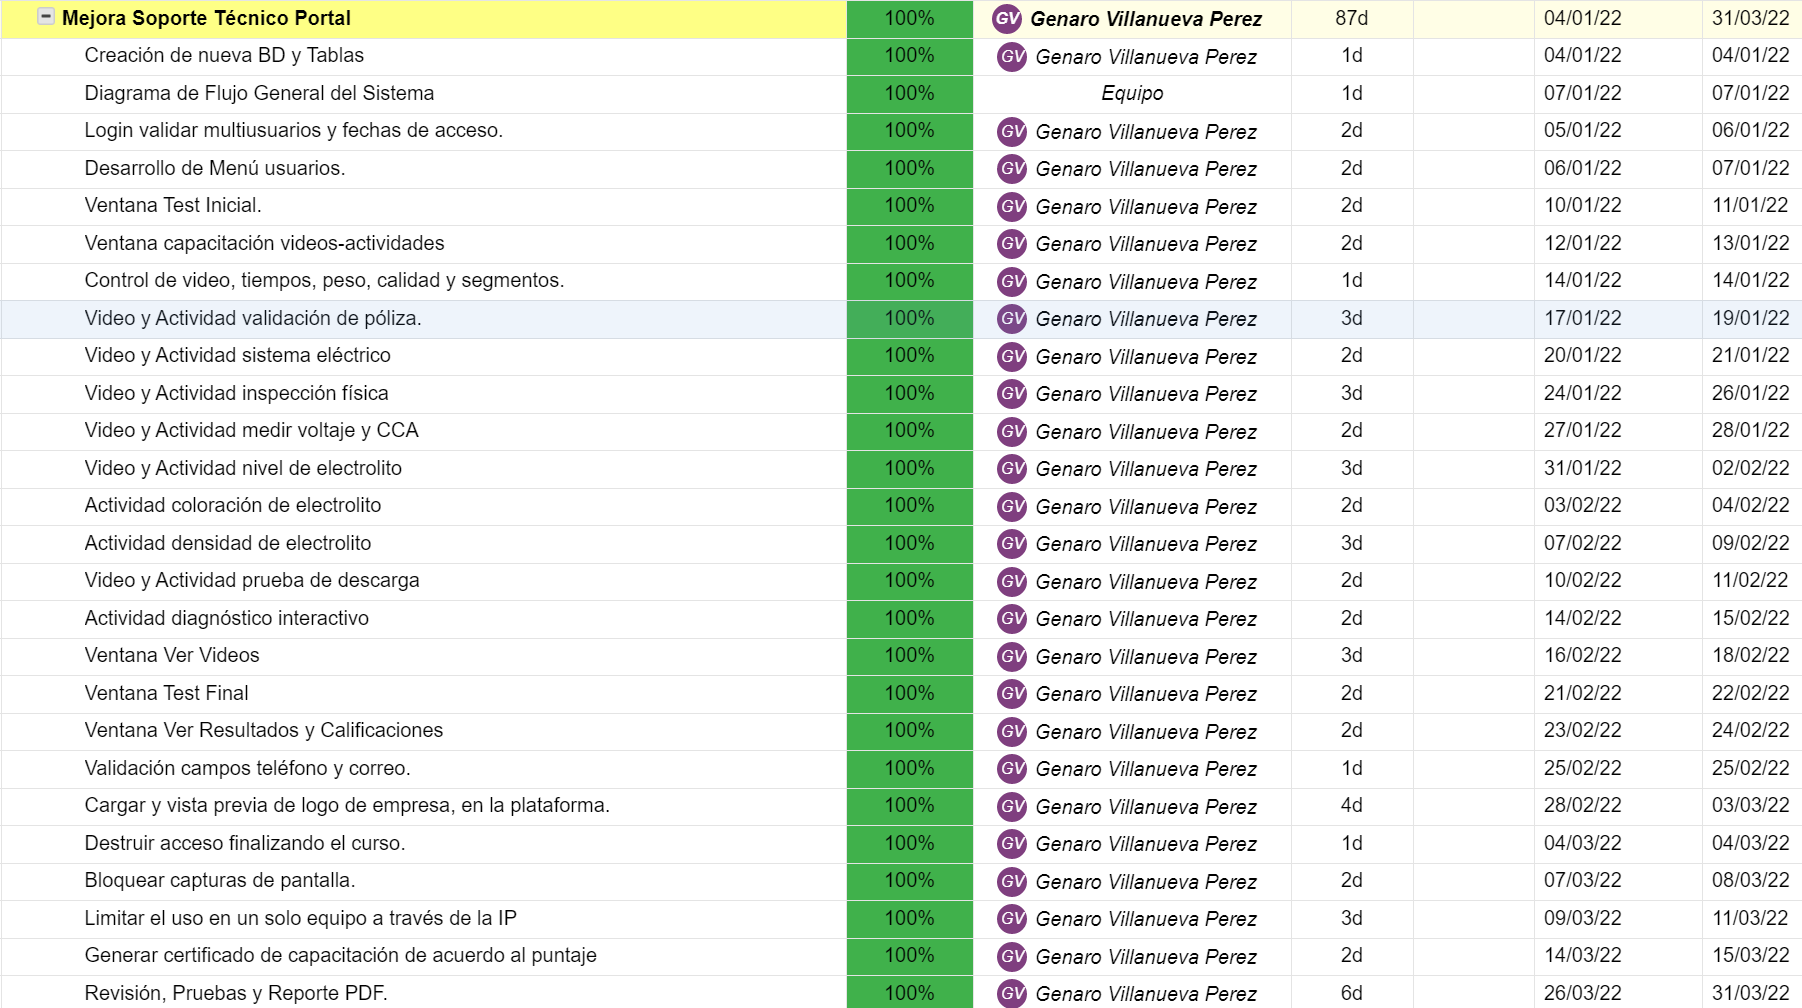 Mejora Soporte Técnico Portal 100% GV Genaro Villanueva Perez 87d 04/01/22 31/03/22
Creación de nueva BD y Tablas 100% GV Genaro Villanueva Perez 1d 04/01/22 04/01/22
Diagrama de Flujo General del Sistema 100% Equipo 1d 07/01/22 07/01/22
Login validar multiusuarios y fechas de acceso. 100% GV Genaro Villanueva Perez 2d 05/01/22 06/01/22
Desarrollo de Menú usuarios. 100% GV Genaro Villanueva Perez 2d 06/01/22 07/01/22
Ventana Test Inicial. 100% GV Genaro Villanueva Perez 2d 10/01/22 11/01/22
Ventana capacitación videos-actividades 100% GV Genaro Villanueva Perez 2d 12/01/22 13/01/22
Control de video, tiempos, peso, calidad y segmentos. 100% GV Genaro Villanueva Perez 1d 14/01/22 14/01/22
Video y Actividad validación de póliza. 100% GV Genaro Villanueva Perez 3d 17/01/22 19/01/22
Video y Actividad sistema eléctrico 100% GV Genaro Villanueva Perez 2d 20/01/22 21/01/22
Video y Actividad inspección física 100% GV Genaro Villanueva Perez 3d 24/01/22 26/01/22
Video y Actividad medir voltaje y CCA 100% GV Genaro Villanueva Perez 2d 27/01/22 28/01/22
Video y Actividad nivel de electrolito 100% GV Genaro Villanueva Perez 3d 31/01/22 02/02/22
Actividad coloración de electrolito 100% GV Genaro Villanueva Perez 2d 03/02/22 04/02/22
Actividad densidad de electrolito 100% GV Genaro Villanueva Perez 3d 07/02/22 09/02/22
Video y Actividad prueba de descarga 100% GV Genaro Villanueva Perez 2d 10/02/22 11/02/22
Actividad diagnóstico interactivo 100% GV Genaro Villanueva Perez 2d 14/02/22 15/02/22
Ventana Ver Videos 100% GV Genaro Villanueva Perez 3d 16/02/22 18/02/22
Ventana Test Final 100% GV Genaro Villanueva Perez 2d 21/02/22 22/02/22
Ventana Ver Resultados y Calificaciones 100% GV Genaro Villanueva Perez 2d 23/02/22 24/02/22
Validación campos teléfono y correo. 100% GV Genaro Villanueva Perez 1d 25/02/22 25/02/22
Cargar y vista previa de logo de empresa, en la plataforma. 100% GV Genaro Villanueva Perez 4d 28/02/22 03/03/22
Destruir acceso finalizando el curso. 100% GV Genaro Villanueva Perez 1d 04/03/22 04/03/22
Bloquear capturas de pantalla. 100% GV Genaro Villanueva Perez 2d 07/03/22 08/03/22
Limitar el uso en un solo equipo a través de la IP 100% GV Genaro Villanueva Perez 3d 09/03/22 11/03/22
Generar certificado de capacitación de acuerdo al puntaje 100% GV Genaro Villanueva Perez 2d 14/03/22 15/03/22
Revisión, Pruebas y Reporte PDF. 100% GV Genaro Villanueva Perez 6d 26/03/22 31/03/22